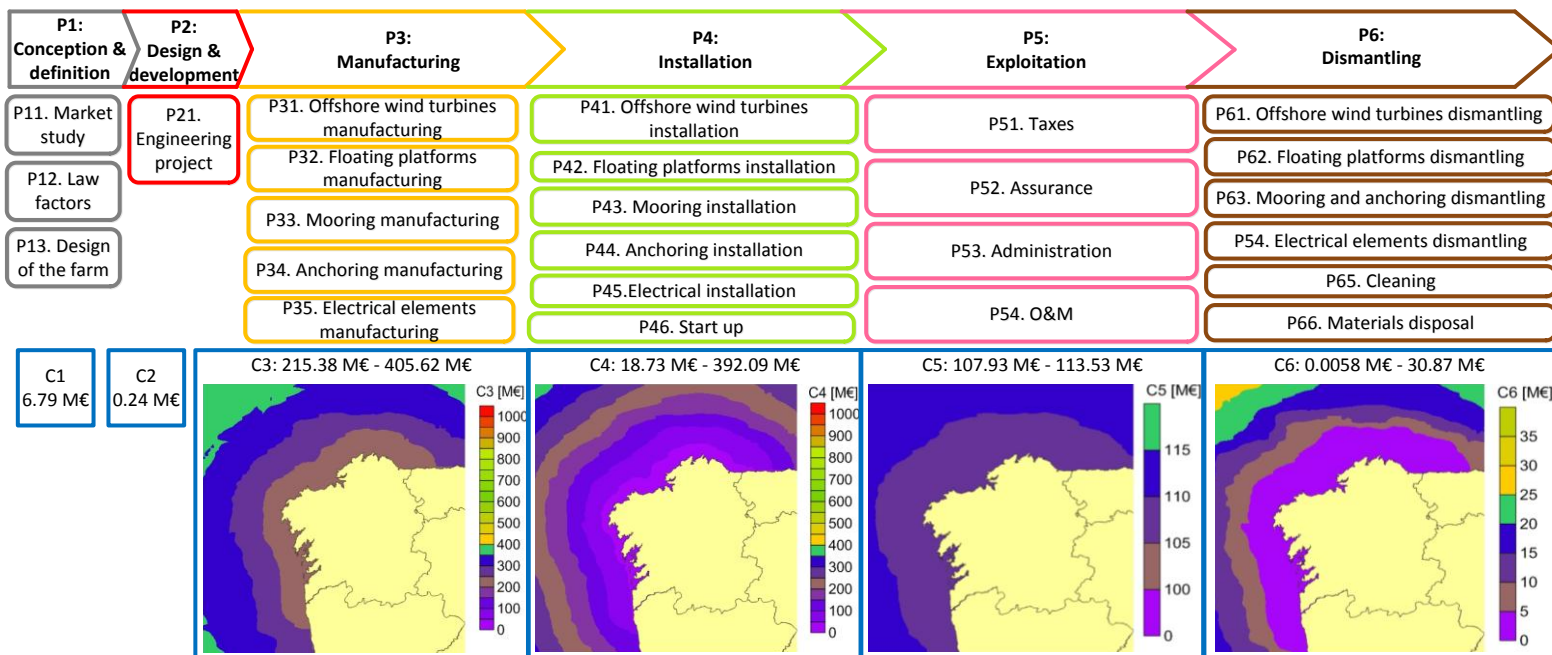 P1:
Conception &
definition
P2:
Design &
development
P3:
Manufacturing
P4:
Installation
P5:
Exploitation
P6:
Dismantling
P11. Market
study
P12. Law
factors
P13. Design
of the farm
P21.
Engineering
project
P31. Offshore wind turbines
manufacturing
P32. Floating platforms
manufacturing
P33. Mooring manufacturing
P34. Anchoring manufacturing
P35. Electrical elements
manufacturing
P41. Offshore wind turbines
installation
P42. Floating platforms installation
P43. Mooring installation
P44. Anchoring installation
P45.Electrical installation
P46. Start up
P51. Taxes
P52. Assurance
P53. Administration
P54. O&M
P61. Offshore wind turbines dismantling
P62. Floating platforms dismantling
P63. Mooring and anchoring dismantling
P54. Electrical elements dismantling
P65. Cleaning
P66. Materials disposal
C1
6.79 M€
C2
0.24 M€
C3: 215.38 M€ - 405.62 M€
C3 [M€]
1000
900
800
700
600
500
400
300
200
100
0
C4: 18.73 M€ - 392.09 M€
C4 [M€]
1000
900
800
700
600
500
400
300
200
100
0
C5: 107.93 M€ - 113.53 M€
C5 [M€]
115
110
105
100
0
C6: 0.0058 M€ - 30.87 M€
C6 [M€]
35
30
25
20
15
10
5
0